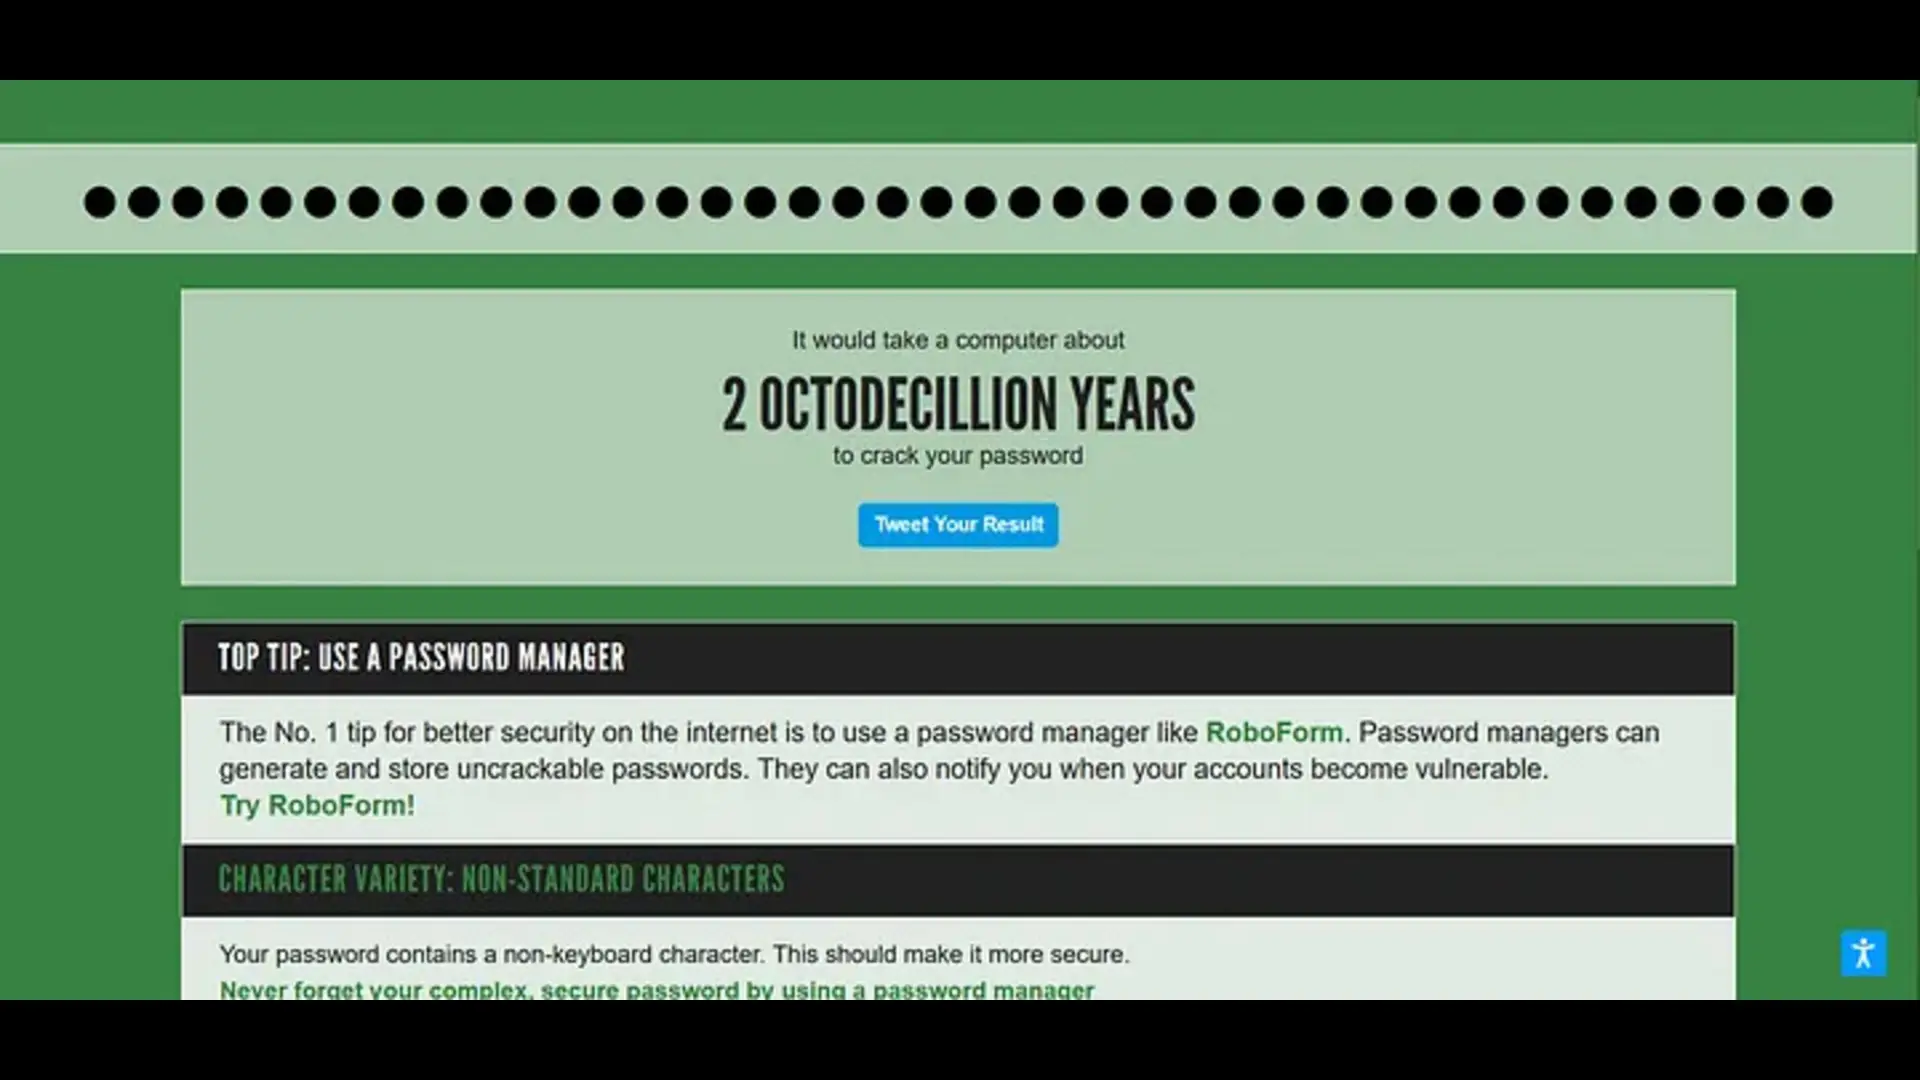 It would take a computer about
2 OCTODECILLION YEARS
to crack your password
Tweet Your Result
TOP TIP: USE A PASSWORD MANAGER
The No. 1 tip for better security on the internet is to use a password manager like RoboForm. Password managers can
generate and store uncrackable passwords. They can also notify you when your accounts become vulnerable.
Try RoboForm!
CHARACTER VARIETY: NON-STANDARD CHARACTERS
Your password contains a non-keyboard character. This should make it more secure.
Never forget your complex, secure password by using a password manager